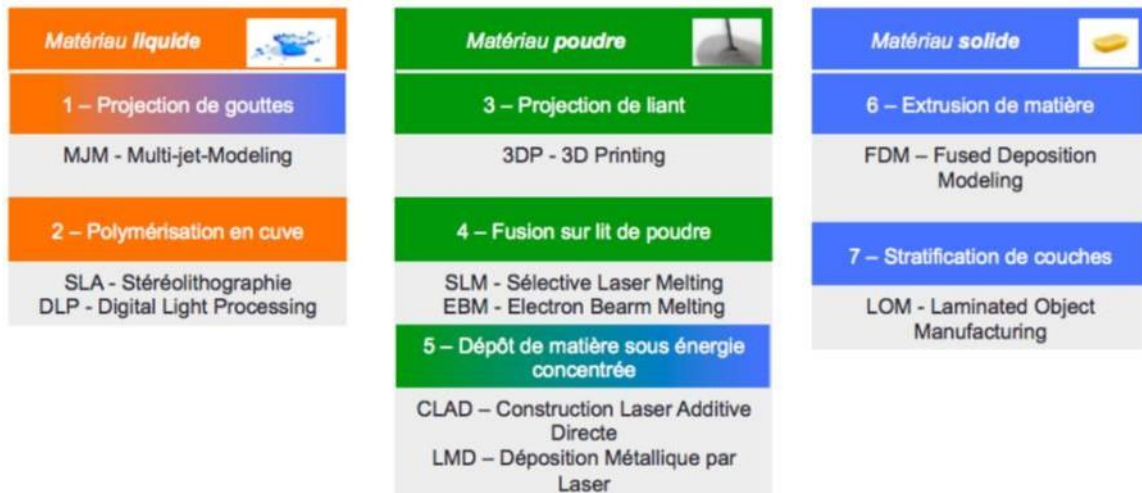 Matériau liquide
1 – Projection de gouttes
MJM - Multi-jet-Modeling
2 – Polymérisation en cuve
SLA - Stéréolithographie
DLP - Digital Light Processing
Matériau poudre
3 – Projection de liant
3DP - 3D Printing
4 – Fusion sur lit de poudre
SLM - Sélective Laser Melting
EBM - Electron Bearm Melting
5 – Dépôt de matière sous énergie
concentrée
CLAD – Construction Laser Additive
Directe
LMD – Déposition Métallique par
Laser
Matériau solide
6 – Extrusion de matière
FDM – Fused Deposition
Modeling
7 – Stratification de couches
LOM - Laminated Object
Manufacturing